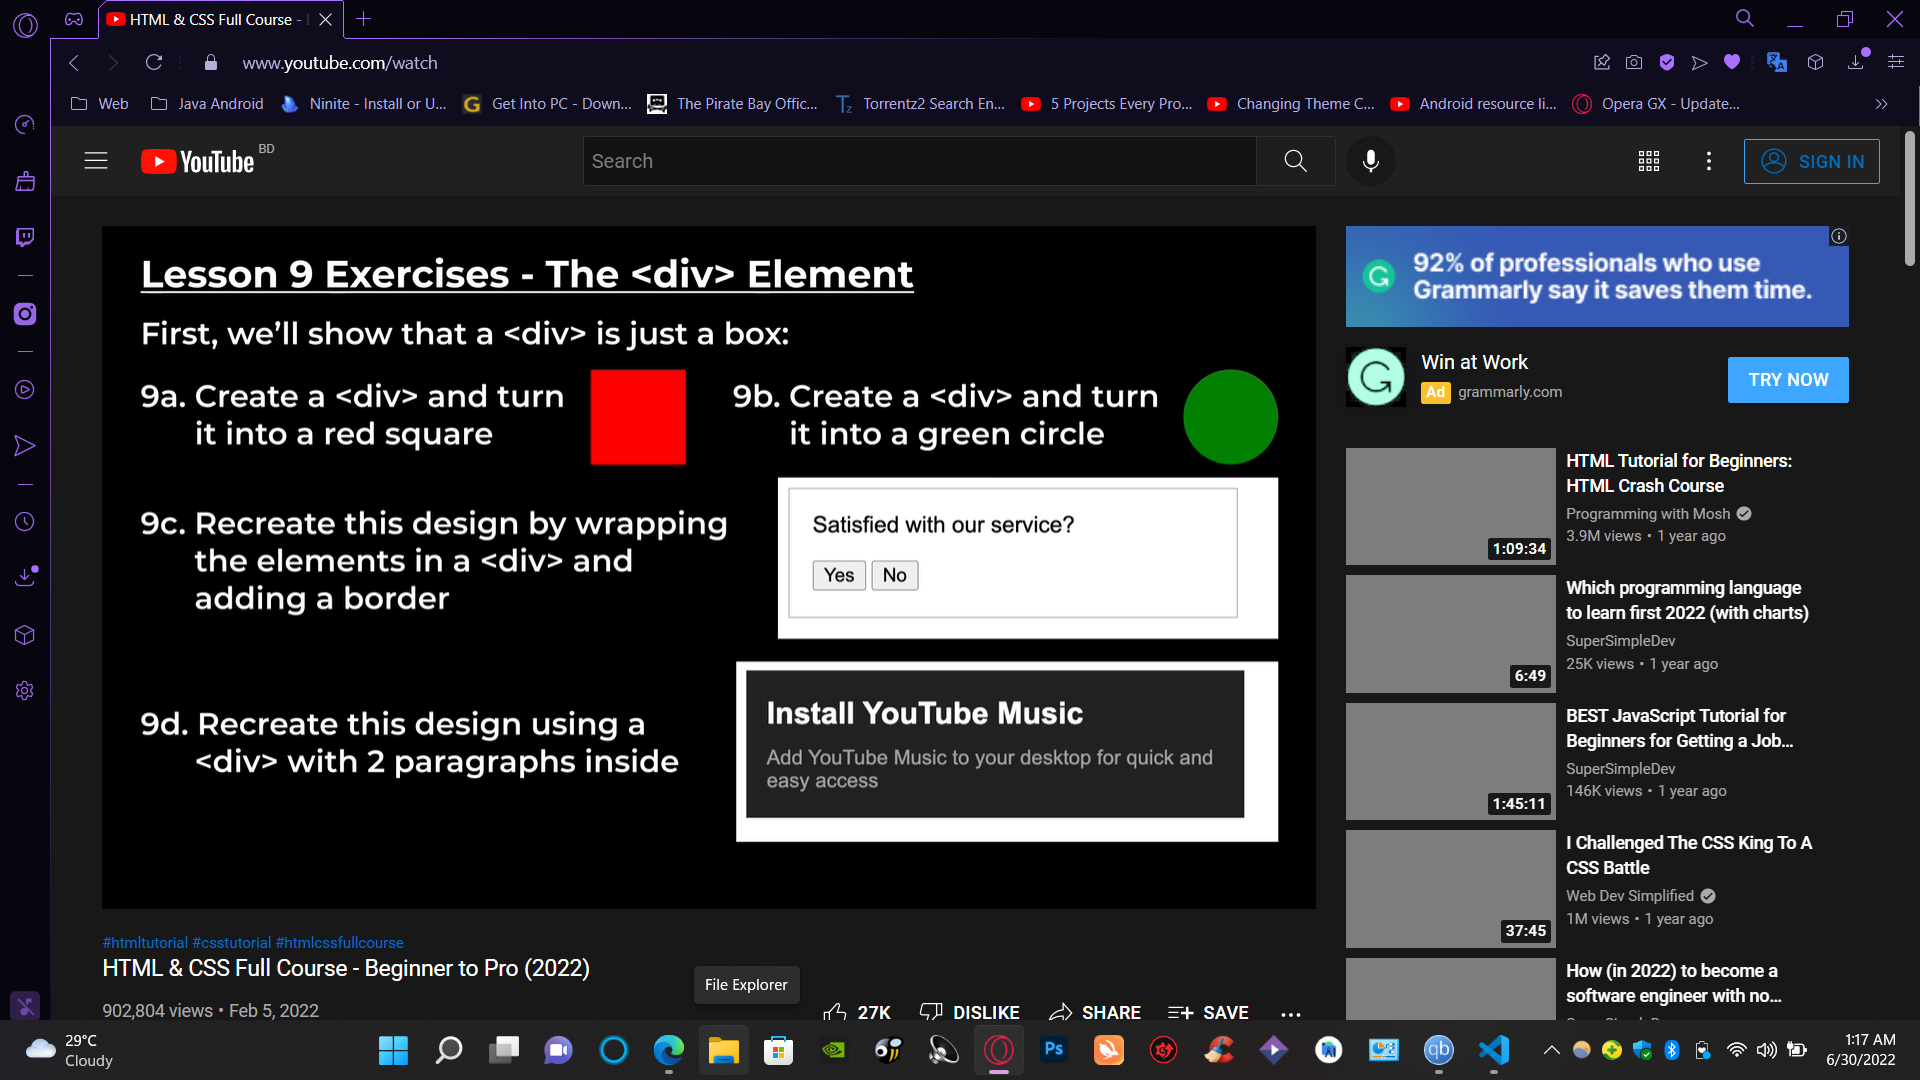 HTML & CSS Full Course -
www.youtube.com/watch
Web
Java Android
Ninite - Install or U...
Get Into PC - Down...
The Pirate Bay Offic...
Torrentz2 Search En...
5 Projects Every Pro...
Changing Theme C...
Android resource li...
Opera GX - Update...
YouTube BD
Search
SIGN IN
Lesson 9 Exercises - The <div> Element
First, we'll show that a <div> is just a box:
9a. Create a <div> and turn
it into a red square
9b. Create a <div> and turn
it into a green circle
9c. Recreate this design by wrapping
the elements in a <div> and
adding a border
Satisfied with our service?
Yes No
9d. Recreate this design using a
<div> with 2 paragraphs inside
Install YouTube Music
Add YouTube Music to your desktop for quick and
easy access
#htmltutorial #csstutorial #htmlcssfullcourse
HTML & CSS Full Course - Beginner to Pro (2022)
902,804 views • Feb 5, 2022
File Explorer
27K
DISLIKE
SHARE
SAVE
92% of professionals who use
Grammarly say it saves them time.
Win at Work
Ad grammarly.com
TRY NOW
HTML Tutorial for Beginners:
HTML Crash Course
Programming with Mosh
3.9M views • 1 year ago
1:09:34
Which programming language
to learn first 2022 (with charts)
SuperSimpleDev
25K views • 1 year ago
6:49
BEST JavaScript Tutorial for
Beginners for Getting a Job...
SuperSimpleDev
146K views • 1 year ago
1:45:11
I Challenged The CSS King To A
CSS Battle
Web Dev Simplified
1M views • 1 year ago
37:45
How (in 2022) to become a
software engineer with no...
29°C
Cloudy
Ps
qb
1:17 AM
6/30/2022